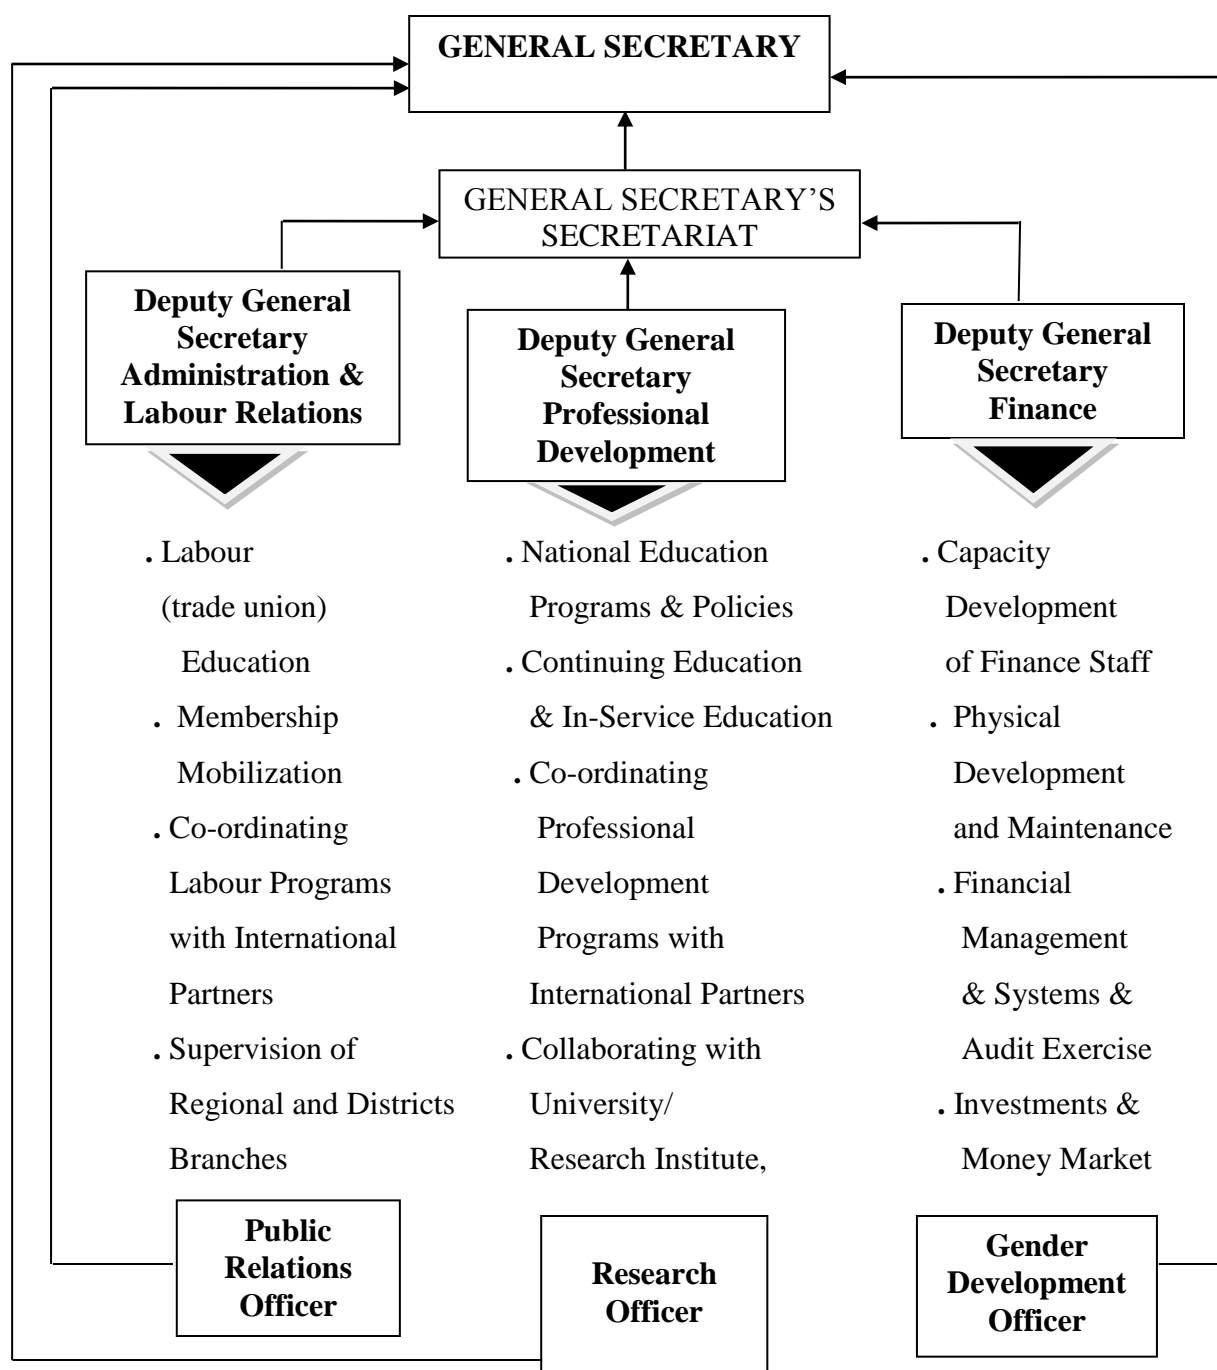 GENERAL SECRETARY
GENERAL SECRETARY’S
SECRETARIAT
Deputy General
Secretary
Administration &
Labour Relations
Deputy General
Secretary
Professional
Development
Deputy General
Secretary
Finance
. Labour
(trade union)
Education
. Membership
Mobilization
. Co-ordinating
Labour Programs
with International
Partners
. Supervision of
Regional and Districts
Branches
. National Education
Programs & Policies
. Continuing Education
& In-Service Education
. Co-ordinating
Professional
Development
Programs with
International Partners
. Collaborating with
University/
Research Institute,
. Capacity
Development
of Finance Staff
. Physical
Development
and Maintenance
. Financial
Management
& Systems &
Audit Exercise
. Investments &
Money Market
Public
Relations
Officer
Research
Officer
Gender
Development
Officer